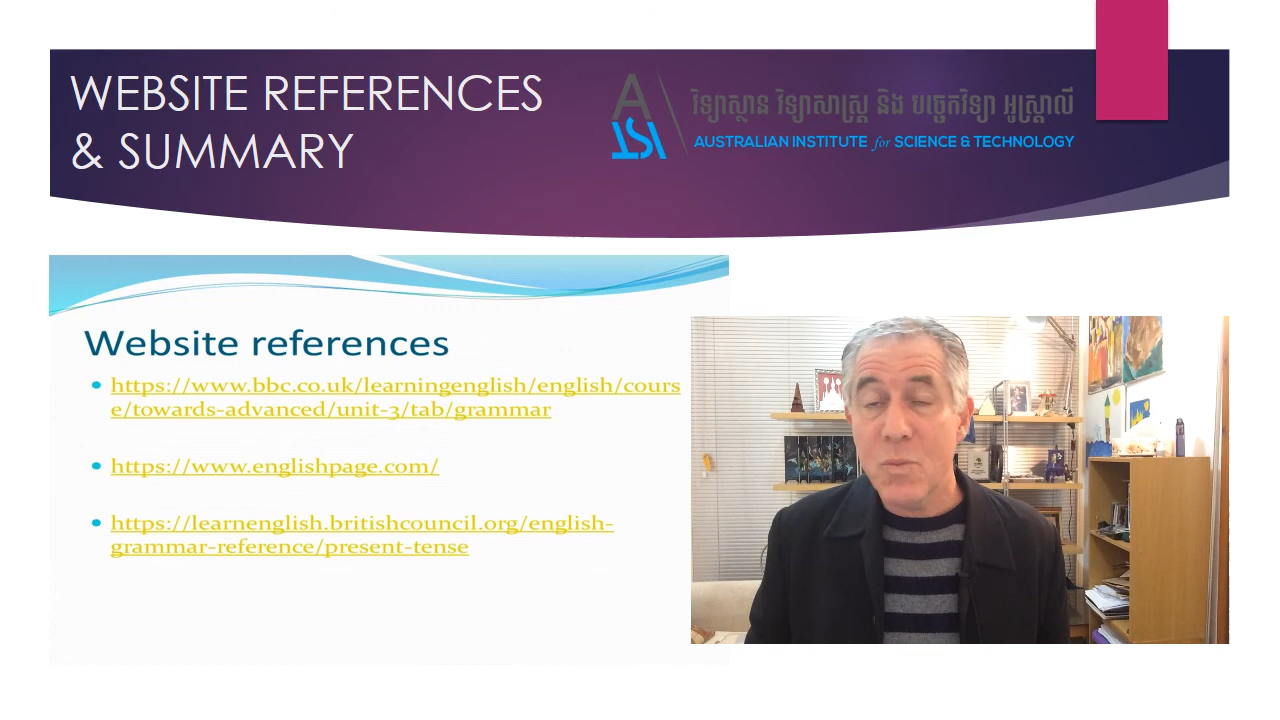 WEBSITE REFERENCES
& SUMMARY
វិទ្យាស្ថាន វិទ្យាសាស្ត្រ និង បច្ចេកវិទ្យា អូស្ត្រាលី
AISI
AUSTRALIAN INSTITUTE for SCIENCE & TECHNOLOGY
Website references
https://www.bbc.co.uk/learningenglish/english/cours
e/towards-advanced/unit-3/tab/grammar
https://www.englishpage.com/
https://learnenglish.britishcouncil.org/english-
grammar-reference/present-tense